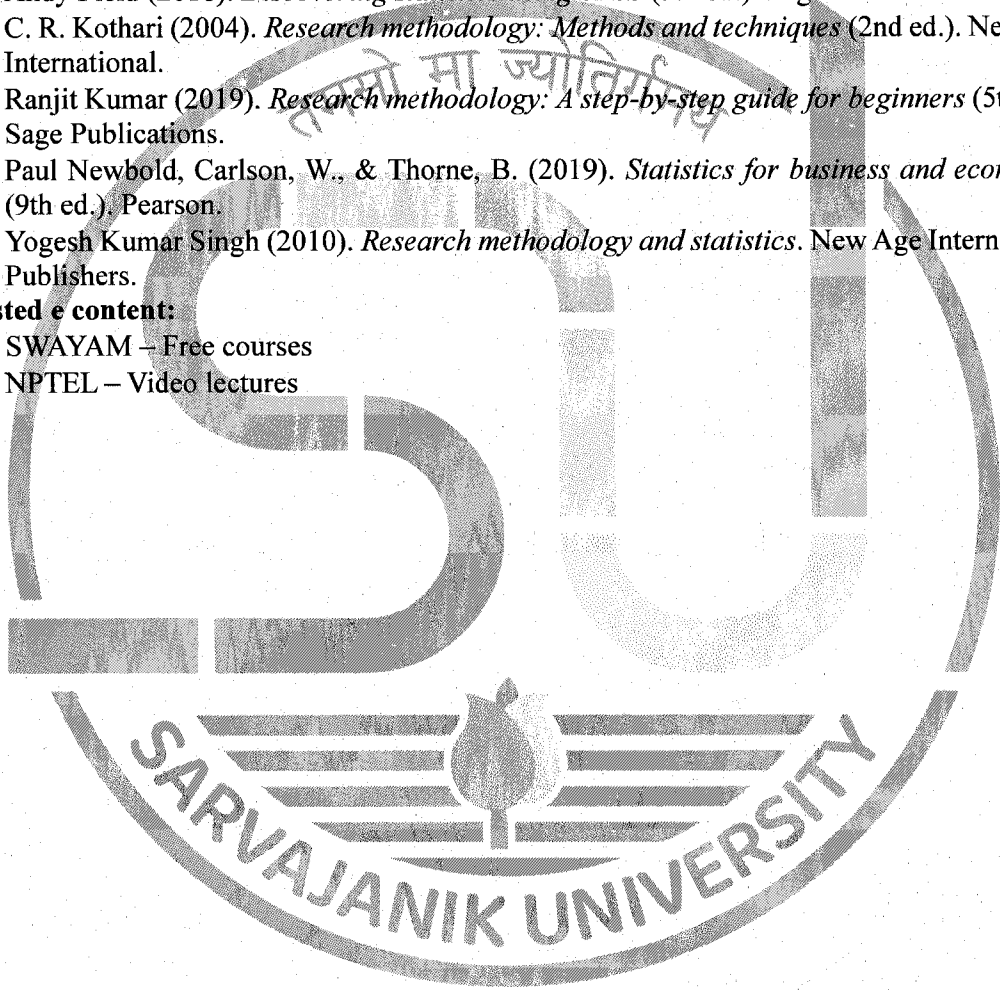 C. R. Kothari (2004). Research methodology: Methods and techniques (2nd ed.). Ne
International.
तमसो मा ज्योतिर्गमय
Ranjit Kumar (2019). Research methodology: A step-by-step guide for beginners (5t
Sage Publications.
Paul Newbold, Carlson, W., & Thorne, B. (2019). Statistics for business and econ
(9th ed.). Pearson.
Yogesh Kumar Singh (2010). Research methodology and statistics. New Age Intern
Publishers.
sted e content:
SWAYAM – Free courses
NPTEL – Video lectures
SARVAJANIK UNIVERSITY